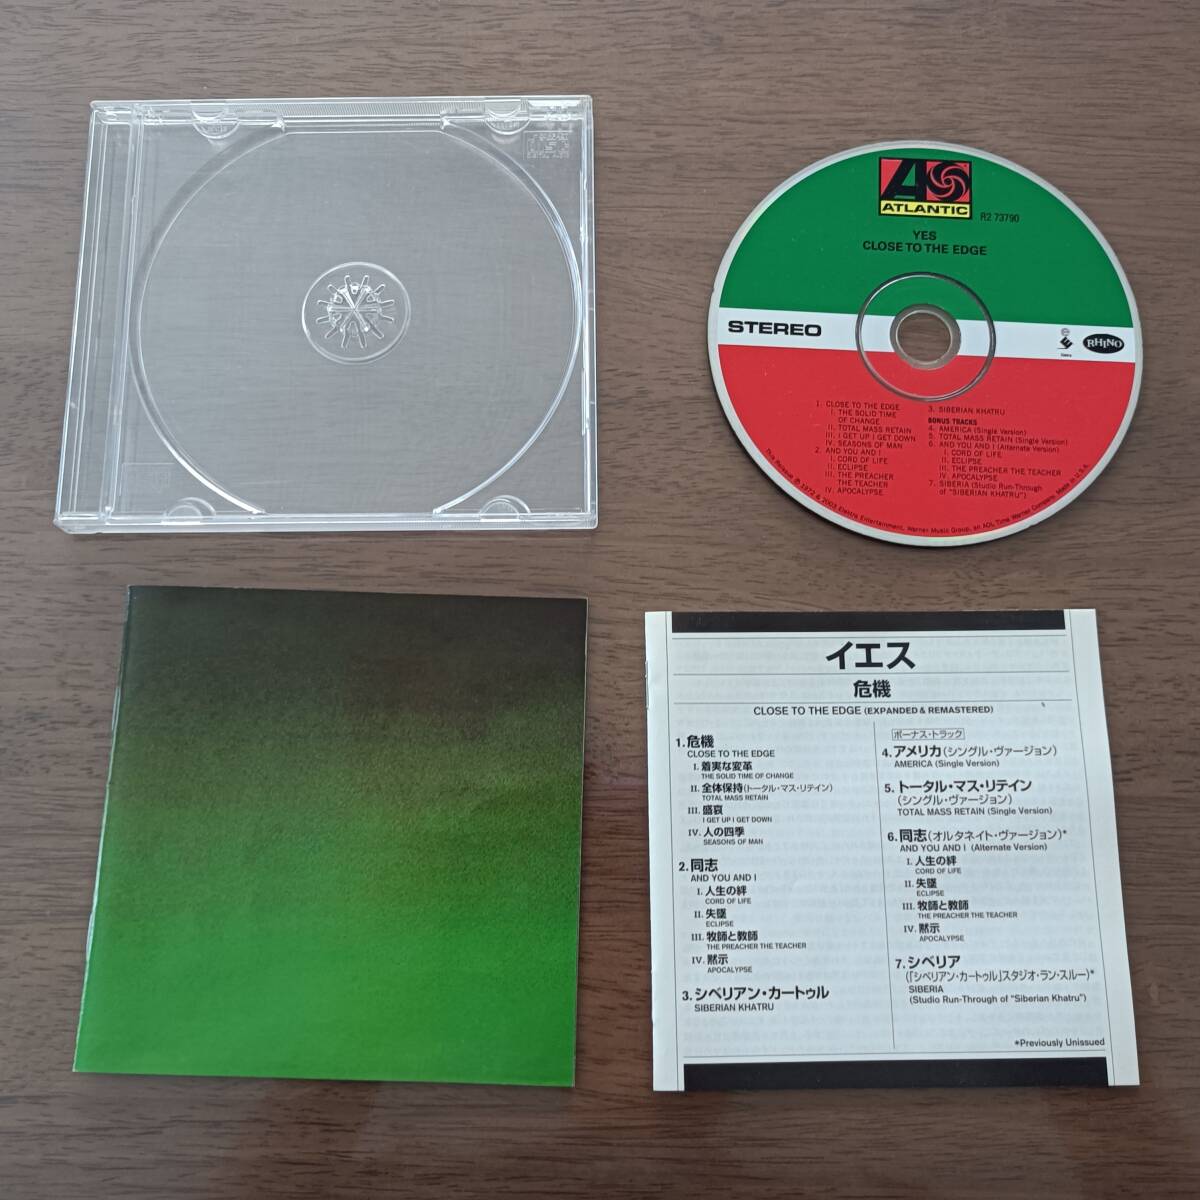 ATLANTIC
R2 73790
YES
CLOSE TO THE EDGE
STEREO
RHINO
1. CLOSE TO THE EDGE
I. THE SOLID TIME
OF CHANGE
II. TOTAL MASS RETAIN
III. I GET UP I GET DOWN
IV. SEASONS OF MAN
2. AND YOU AND I
I. CORD OF LIFE
II. ECLIPSE
III. THE PREACHER
THE TEACHER
IV. APOCALYPSE
3. SIBERIAN KHATRU
BONUS TRACKS
4. AMERICA (Single Version)
5. TOTAL MASS RETAIN (Single Version)
6. AND YOU AND I (Alternate Version)
I. CORD OF LIFE
II. ECLIPSE
III. THE PREACHER THE TEACHER
IV. APOCALYPSE
7. SIBERIA (Studio Run-Through
of "SIBERIAN KHATRU")
This Reissue ℗ 1972 & 2003 Elektra Entertainment, Warner Music Group, an AOL Time Warner Company. Made in U.S.A.
イエス
危機
CLOSE TO THE EDGE (EXPANDED & REMASTERED)
1. 危機
CLOSE TO THE EDGE
I. 着実な変革
THE SOLID TIME OF CHANGE
II. 全体保持(トータル・マス・リテイン)
TOTAL MASS RETAIN
III. 盛哀
I GET UP I GET DOWN
IV. 人の四季
SEASONS OF MAN
2. 同志
AND YOU AND I
I. 人生の絆
CORD OF LIFE
II. 失墜
ECLIPSE
III. 牧師と教師
THE PREACHER THE TEACHER
IV. 黙示
APOCALYPSE
3. シベリアン・カートゥル
SIBERIAN KHATRU
ボーナス・トラック
4. アメリカ(シングル・ヴァージョン)
AMERICA (Single Version)
5. トータル・マス・リテイン
(シングル・ヴァージョン)
TOTAL MASS RETAIN (Single Version)
6. 同志(オルタネイト・ヴァージョン)*
AND YOU AND I (Alternate Version)
I. 人生の絆
CORD OF LIFE
II. 失墜
ECLIPSE
III. 牧師と教師
THE PREACHER THE TEACHER
IV. 黙示
APOCALYPSE
7. シベリア
(「シベリアン・カートゥル」スタジオ・ラン・スルー)*
SIBERIA
(Studio Run-Through of "Siberian Khatru")
*Previously Unissued